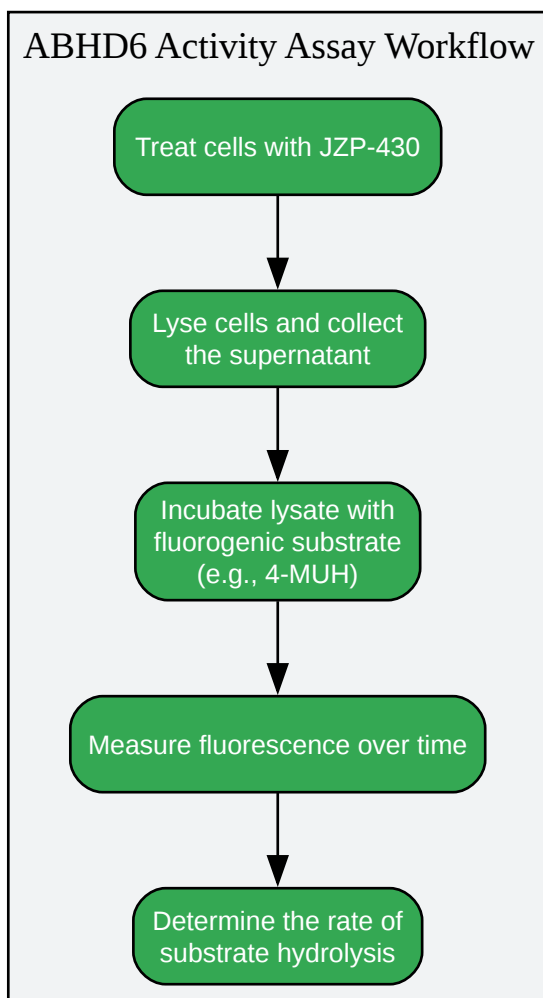 ABHD6 Activity Assay Workflow
Treat cells with JZP-430
Lyse cells and collect
the supernatant
Incubate lysate with
fluorogenic substrate
(e.g., 4-MUH)
Measure fluorescence over time
Determine the rate of
substrate hydrolysis